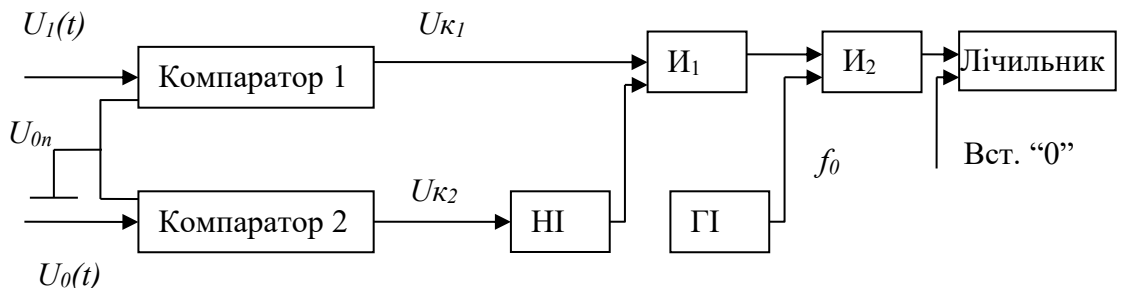 U₁(t)
Uк₁
Компаратор 1
И₁
И₂
Лічильник
U₀ₙ
Uк₂
f₀
Вст. “0”
Компаратор 2
НІ
ГІ
U₀(t)